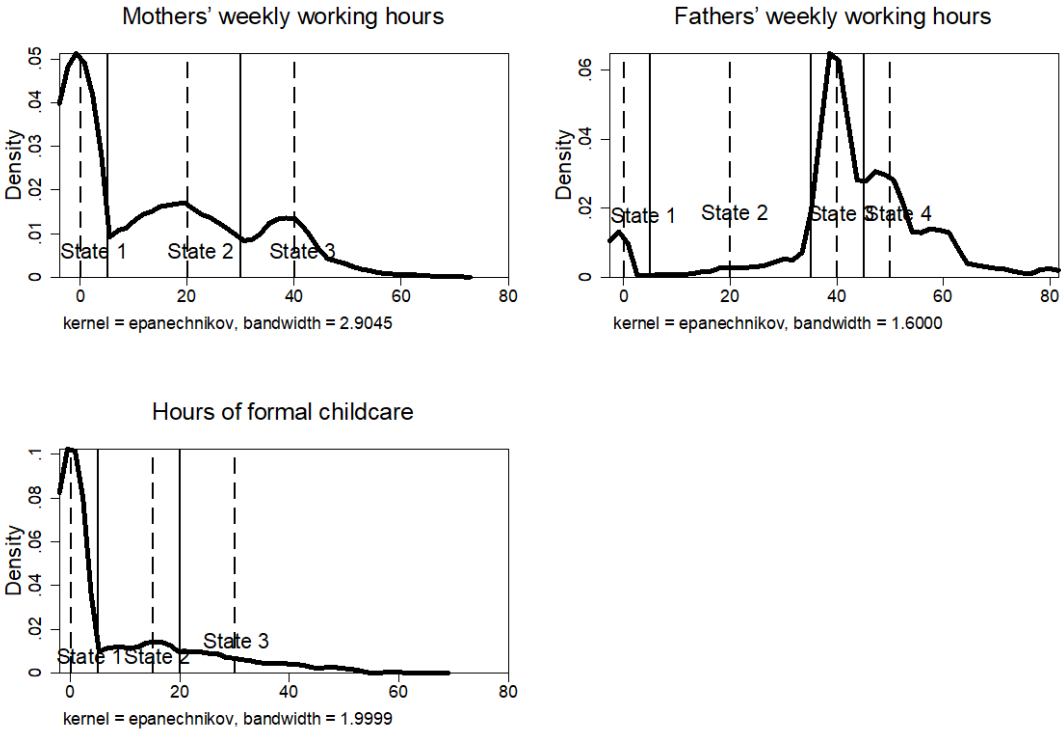 Mothers' weekly working hours
Density
0 .01 .02 .03 .04 .05
State 1 State 2 State 3
0 20 40 60 80
kernel = epanechnikov, bandwidth = 2.9045
Fathers' weekly working hours
Density
0 .02 .04 .06
State 1 State 2 State 3 State 4
0 20 40 60 80
kernel = epanechnikov, bandwidth = 1.6000
Hours of formal childcare
Density
0 .02 .04 .06 .08 .1
State 1 State 2 State 3
0 20 40 60 80
kernel = epanechnikov, bandwidth = 1.9999